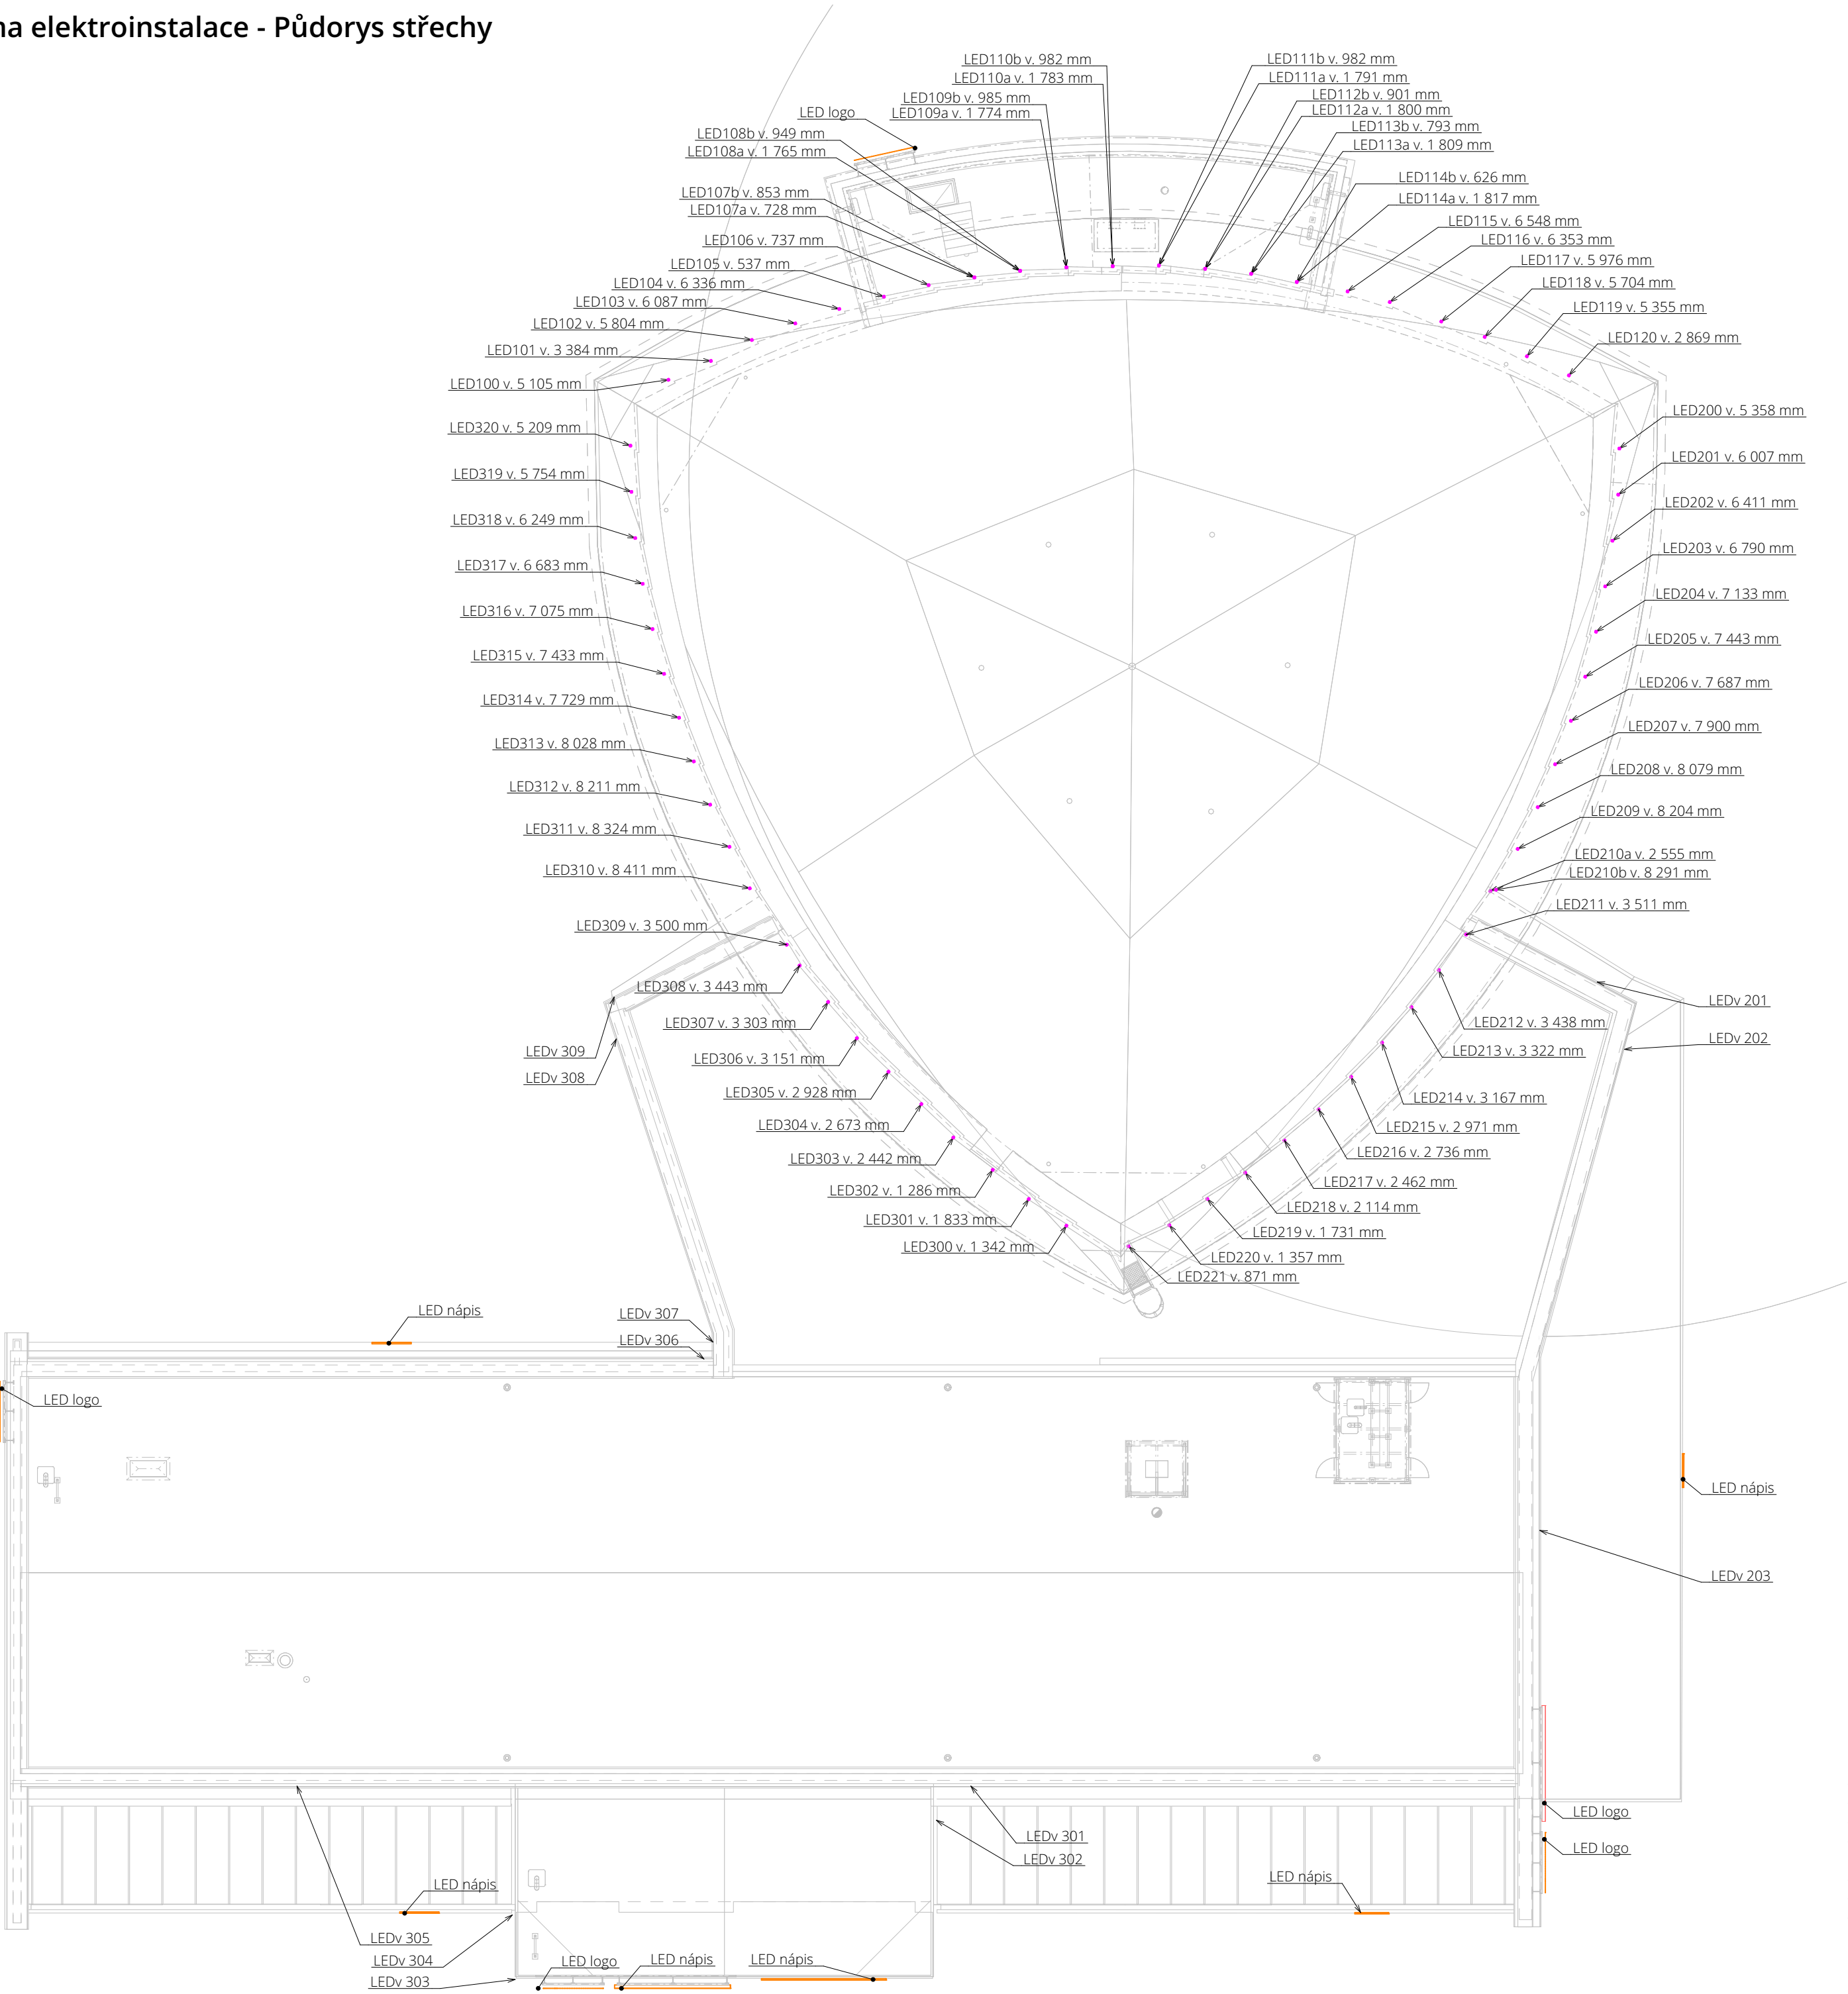 na elektroinstalace - Půdorys střechy
LED110b v. 982 mm
LED110a v. 1 783 mm
LED109b v. 985 mm
LED109a v. 1 774 mm
LED logo
LED108b v. 949 mm
LED108a v. 1 765 mm
LED107b v. 853 mm
LED107a v. 728 mm
LED106 v. 737 mm
LED105 v. 537 mm
LED104 v. 6 336 mm
LED103 v. 6 087 mm
LED102 v. 5 804 mm
LED101 v. 3 384 mm
LED100 v. 5 105 mm
LED111b v. 982 mm
LED111a v. 1 791 mm
LED112b v. 901 mm
LED112a v. 1 800 mm
LED113b v. 793 mm
LED113a v. 1 809 mm
LED114b v. 626 mm
LED114a v. 1 817 mm
LED115 v. 6 548 mm
LED116 v. 6 353 mm
LED117 v. 5 976 mm
LED118 v. 5 704 mm
LED119 v. 5 355 mm
LED120 v. 2 869 mm
LED320 v. 5 209 mm
LED319 v. 5 754 mm
LED318 v. 6 249 mm
LED317 v. 6 683 mm
LED316 v. 7 075 mm
LED315 v. 7 433 mm
LED314 v. 7 729 mm
LED313 v. 8 028 mm
LED312 v. 8 211 mm
LED311 v. 8 324 mm
LED310 v. 8 411 mm
LED309 v. 3 500 mm
LED308 v. 3 443 mm
LED307 v. 3 303 mm
LED306 v. 3 151 mm
LED305 v. 2 928 mm
LED304 v. 2 673 mm
LED303 v. 2 442 mm
LED302 v. 1 286 mm
LED301 v. 1 833 mm
LED300 v. 1 342 mm
LED200 v. 5 358 mm
LED201 v. 6 007 mm
LED202 v. 6 411 mm
LED203 v. 6 790 mm
LED204 v. 7 133 mm
LED205 v. 7 443 mm
LED206 v. 7 687 mm
LED207 v. 7 900 mm
LED208 v. 8 079 mm
LED209 v. 8 204 mm
LED210a v. 2 555 mm
LED210b v. 8 291 mm
LED211 v. 3 511 mm
LEDv 201
LED212 v. 3 438 mm
LEDv 202
LED213 v. 3 322 mm
LED214 v. 3 167 mm
LED215 v. 2 971 mm
LED216 v. 2 736 mm
LED217 v. 2 462 mm
LED218 v. 2 114 mm
LED219 v. 1 731 mm
LED220 v. 1 357 mm
LED221 v. 871 mm
LEDv 309
LEDv 308
LED nápis
LEDv 307
LEDv 306
LED logo
LED nápis
LEDv 203
LED logo
LED logo
LEDv 301
LEDv 302
LED nápis
LED nápis
LEDv 305
LEDv 304
LEDv 303
LED logo
LED nápis
LED nápis